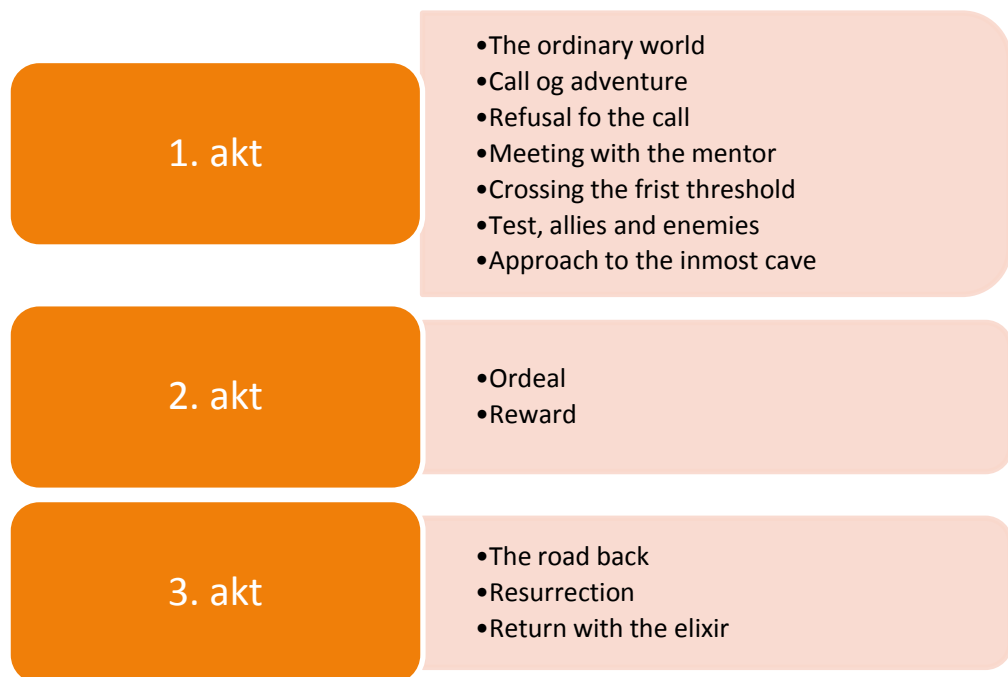 1. akt
•The ordinary world
•Call og adventure
•Refusal fo the call
•Meeting with the mentor
•Crossing the frist threshold
•Test, allies and enemies
•Approach to the inmost cave
2. akt
•Ordeal
•Reward
3. akt
•The road back
•Resurrection
•Return with the elixir